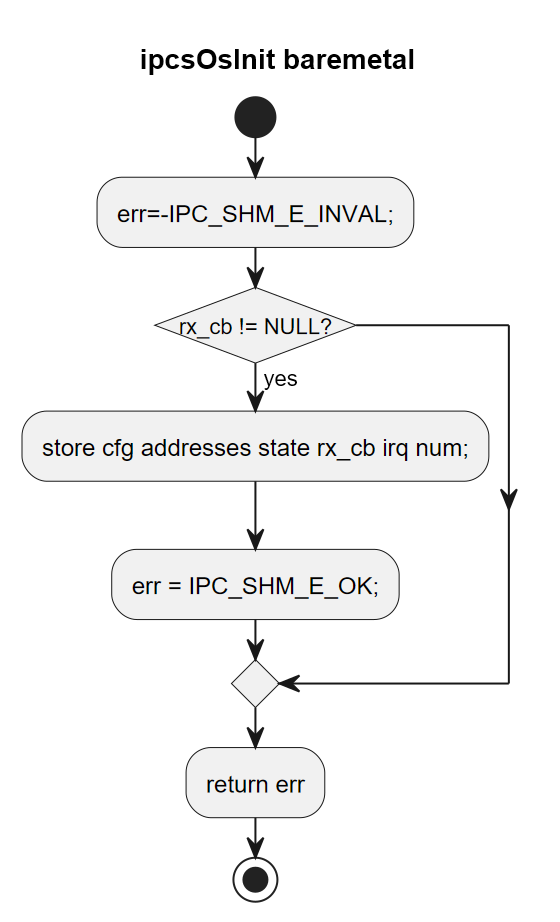 ipcsOsInit baremetal
err=-IPC_SHM_E_INVAL;
rx_cb != NULL?
yes
store cfg addresses state rx_cb irq num;
err = IPC_SHM_E_OK;
return err